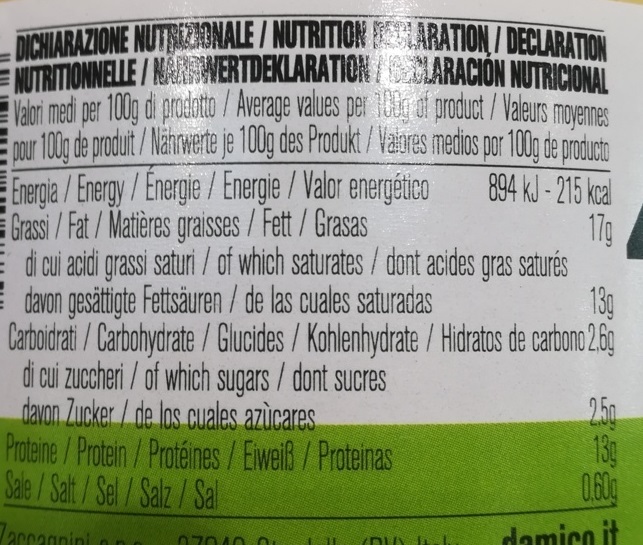 DICHIARAZIONE NUTRIZIONALE / NUTRITION DECLARATION / DECLARATION
NUTRITIONNELLE / NÄHRWERTDEKLARATION / DECLARACIÓN NUTRICIONAL
Valori medi per 100g di prodotto / Average values per 100g of product / Valeurs moyennes
pour 100g de produit / Nährwerte je 100g des Produkt / Valores medios por 100g de producto
Energia / Energy / Énergie / Energie / Valor energético 894 kJ - 215 kcal
Grassi / Fat / Matières graisses / Fett / Grasas 17g
di cui acidi grassi saturi / of which saturates / dont acides gras saturés
davon gesättigte Fettsäuren / de las cuales saturadas 13g
Carboidrati / Carbohydrate / Glucides / Kohlenhydrate / Hidratos de carbono 2,6g
di cui zuccheri / of which sugars / dont sucres
davon Zucker / de los cuales azùcares 2.5g
Proteine / Protein / Protéines / Eiweiß / Proteinas 13g
Sale / Salt / Sel / Salz / Sal 0.60g
damico.it